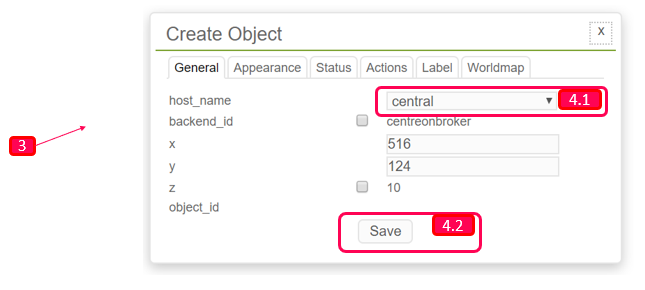 Create Object
x
General Appearance Status Actions Label Worldmap
host_name central 4.1
backend_id centreonbroker
3
x 516
y 124
z 10
object_id
Save 4.2